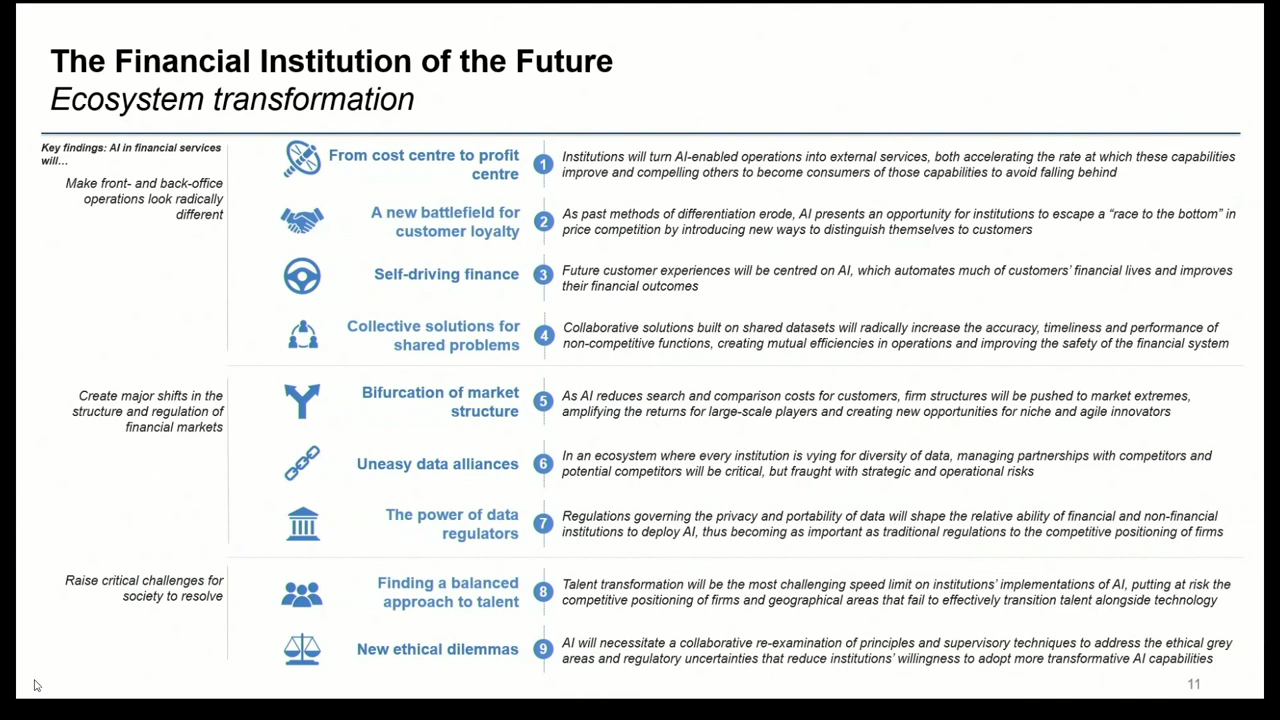 The Financial Institution of the Future
Ecosystem transformation
Key findings: AI in financial services
will…
Make front- and back-office
operations look radically
different
From cost centre to profit
centre
1
Institutions will turn AI-enabled operations into external services, both accelerating the rate at which these capabilities
improve and compelling others to become consumers of those capabilities to avoid falling behind
A new battlefield for
customer loyalty
2
As past methods of differentiation erode, AI presents an opportunity for institutions to escape a “race to the bottom” in
price competition by introducing new ways to distinguish themselves to customers
Self-driving finance
3
Future customer experiences will be centred on AI, which automates much of customers’ financial lives and improves
their financial outcomes
Collective solutions for
shared problems
4
Collaborative solutions built on shared datasets will radically increase the accuracy, timeliness and performance of
non-competitive functions, creating mutual efficiencies in operations and improving the safety of the financial system
Create major shifts in the
structure and regulation of
financial markets
Bifurcation of market
structure
5
As AI reduces search and comparison costs for customers, firm structures will be pushed to market extremes,
amplifying the returns for large-scale players and creating new opportunities for niche and agile innovators
Uneasy data alliances
6
In an ecosystem where every institution is vying for diversity of data, managing partnerships with competitors and
potential competitors will be critical, but fraught with strategic and operational risks
The power of data
regulators
7
Regulations governing the privacy and portability of data will shape the relative ability of financial and non-financial
institutions to deploy AI, thus becoming as important as traditional regulations to the competitive positioning of firms
Raise critical challenges for
society to resolve
Finding a balanced
approach to talent
8
Talent transformation will be the most challenging speed limit on institutions’ implementations of AI, putting at risk the
competitive positioning of firms and geographical areas that fail to effectively transition talent alongside technology
New ethical dilemmas
9
AI will necessitate a collaborative re-examination of principles and supervisory techniques to address the ethical grey
areas and regulatory uncertainties that reduce institutions’ willingness to adopt more transformative AI capabilities
11